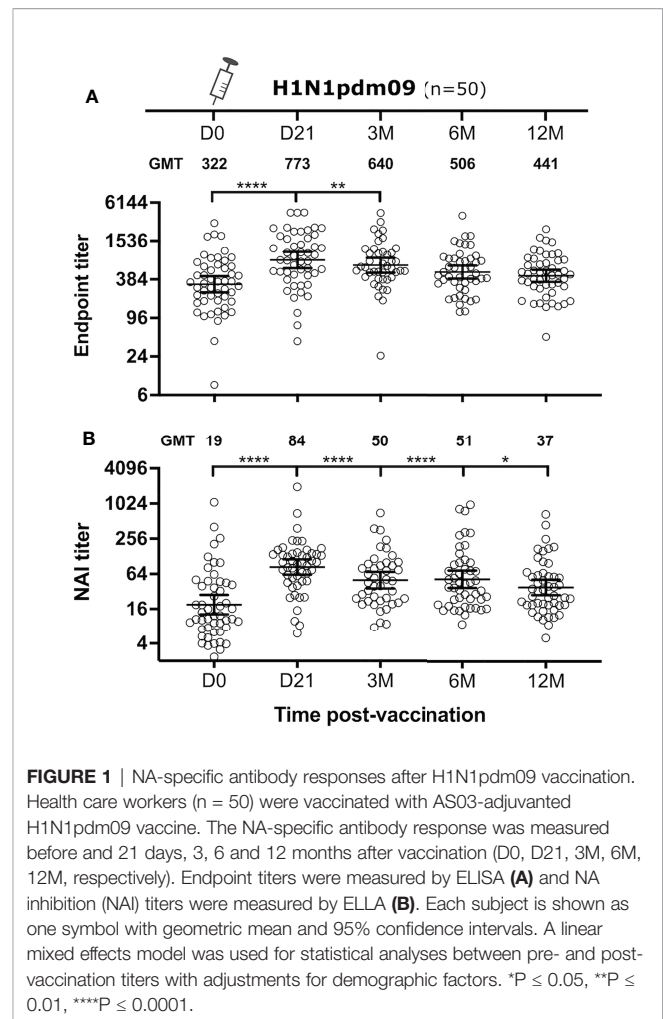 A
H1N1pdm09 (n=50)
D0 D21 3M 6M 12M
GMT 322 773 640 506 441
**** **
6144
1536
384
96
24
6
Endpoint titer
B
GMT 19 84 50 51 37
**** **** **** *
4096
1024
256
64
16
4
NAI titer
D0 D21 3M 6M 12M
Time post-vaccination
FIGURE 1 | NA-specific antibody responses after H1N1pdm09 vaccination.
Health care workers (n = 50) were vaccinated with AS03-adjuvanted
H1N1pdm09 vaccine. The NA-specific antibody response was measured
before and 21 days, 3, 6 and 12 months after vaccination (D0, D21, 3M, 6M,
12M, respectively). Endpoint titers were measured by ELISA (A) and NA
inhibition (NAI) titers were measured by ELLA (B). Each subject is shown as
one symbol with geometric mean and 95% confidence intervals. A linear
mixed effects model was used for statistical analyses between pre- and post-
vaccination titers with adjustments for demographic factors. *P ≤ 0.05, **P ≤
0.01, ****P ≤ 0.0001.